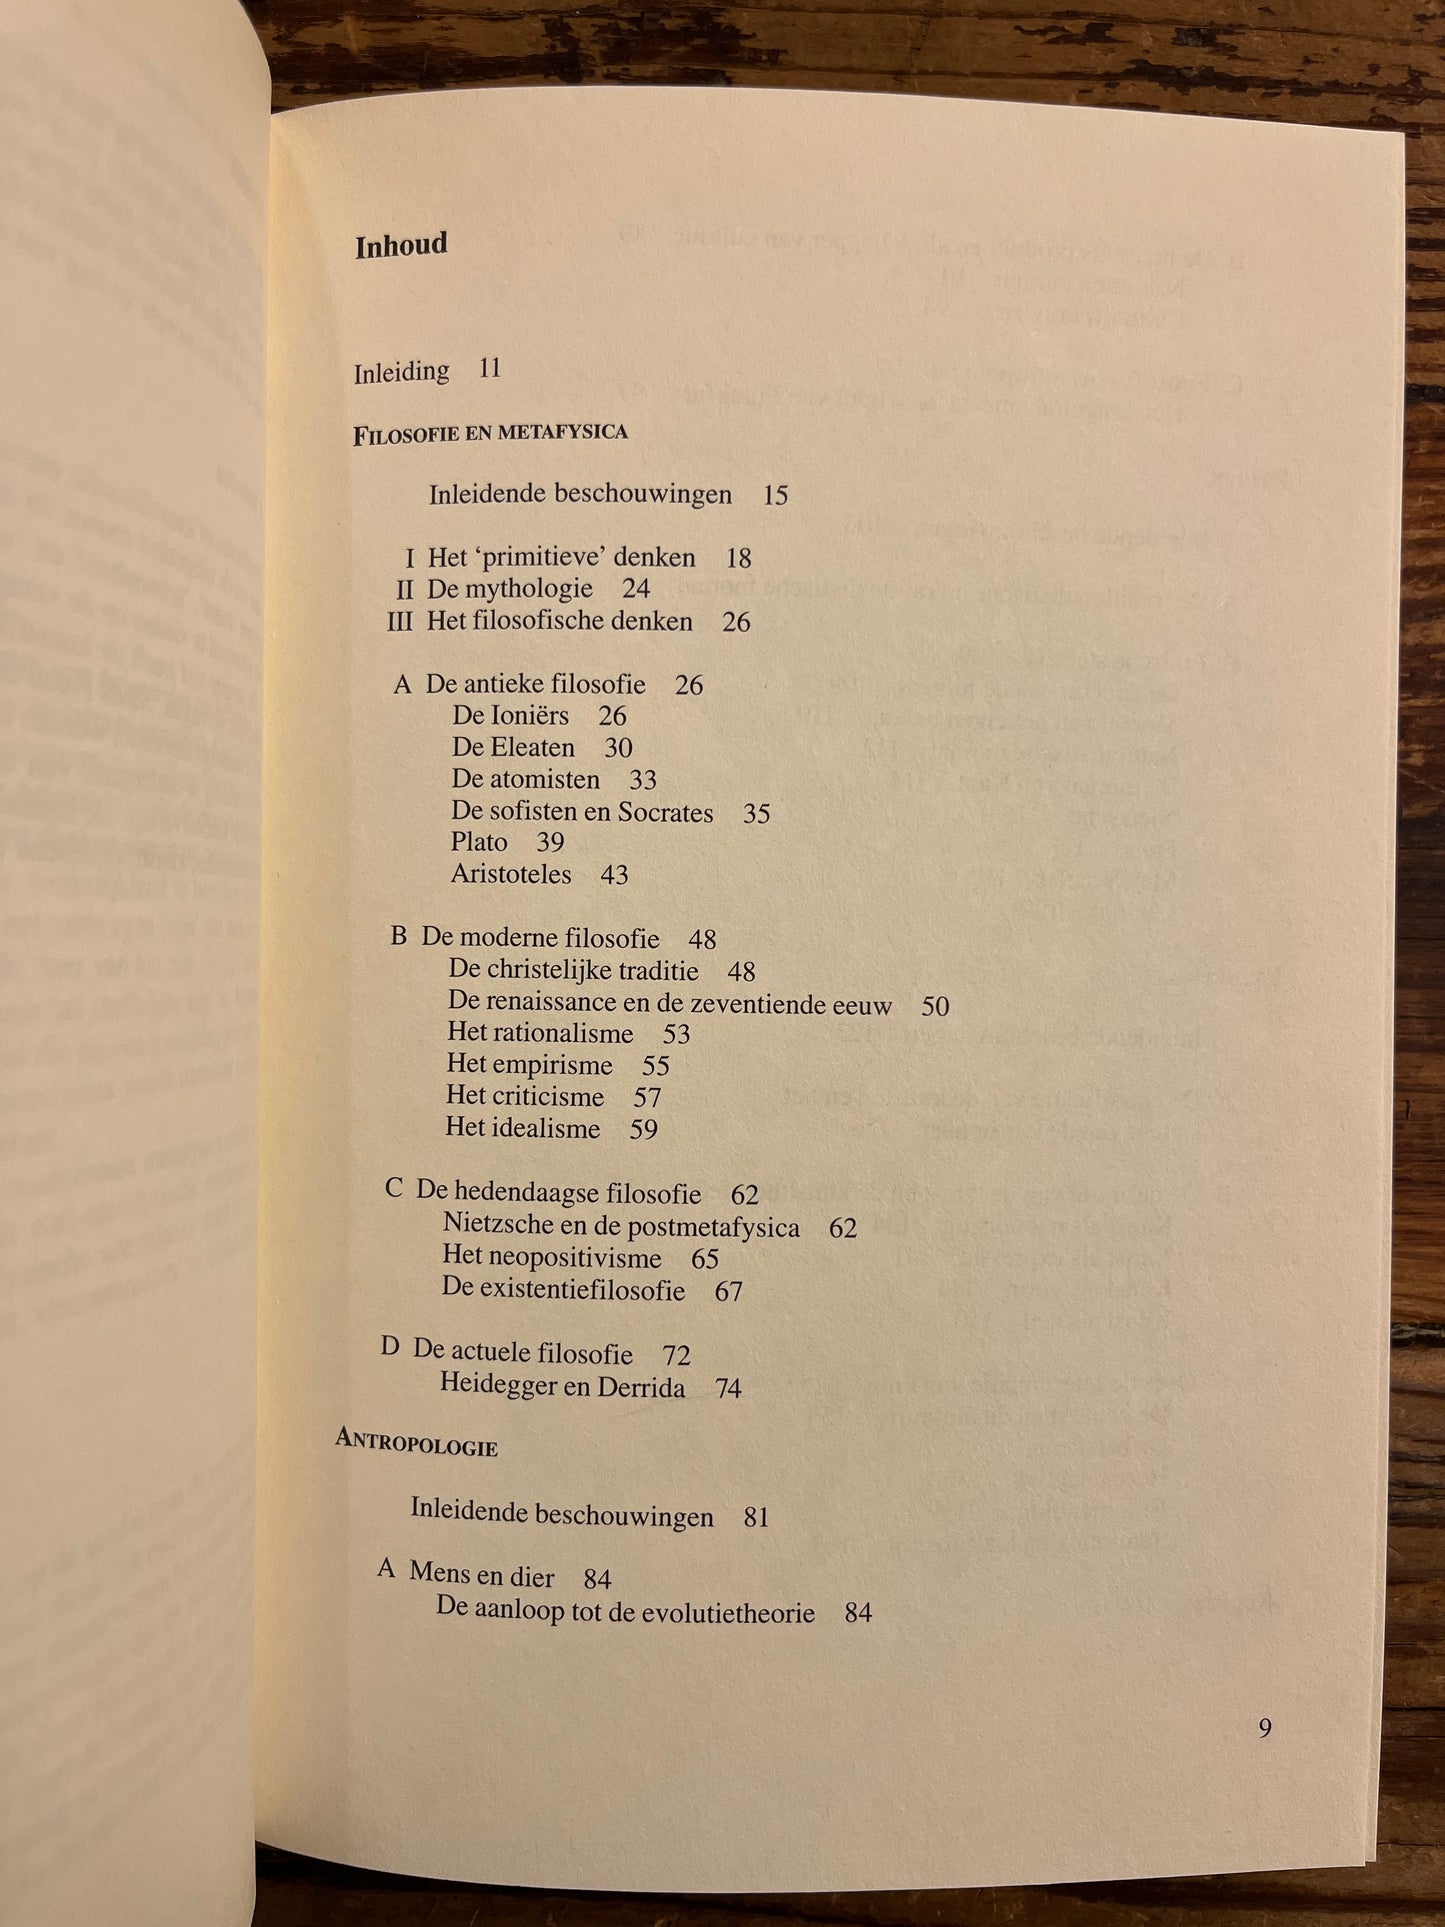 Inhoud
Inleiding 11
FILOSOFIE EN METAFYSICA
Inleidende beschouwingen 15
I Het ‘primitieve’ denken 18
II De mythologie 24
III Het filosofische denken 26
A De antieke filosofie 26
De Ioniërs 26
De Eleaten 30
De atomisten 33
De sofisten en Socrates 35
Plato 39
Aristoteles 43
B De moderne filosofie 48
De christelijke traditie 48
De renaissance en de zeventiende eeuw 50
Het rationalisme 53
Het empirisme 55
Het criticisme 57
Het idealisme 59
C De hedendaagse filosofie 62
Nietzsche en de postmetafysica 62
Het neopositivisme 65
De existentiefilosofie 67
D De actuele filosofie 72
Heidegger en Derrida 74
ANTROPOLOGIE
Inleidende beschouwingen 81
A Mens en dier 84
De aanloop tot de evolutietheorie 84
9